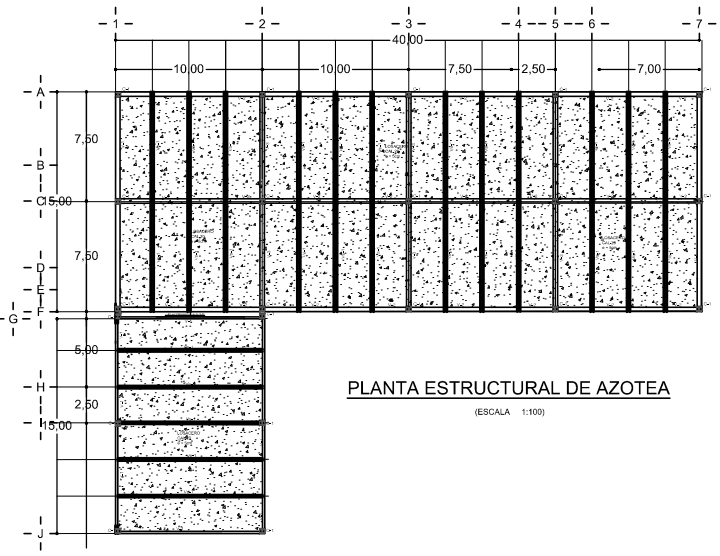 1 2 3 4 5 6 7
40,00
10,00 10,00 7,50 2,50 7,00
A
7,50
B
C 15,00
7,50
D
E
F
G
5,00
H
2,50
I 15,00
J
PLANTA ESTRUCTURAL DE AZOTEA
(ESCALA 1:100)